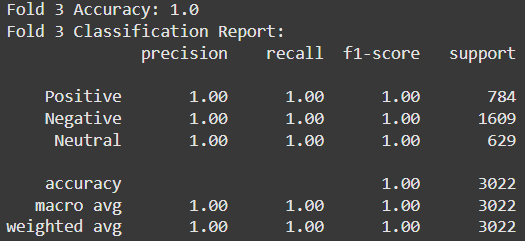 Fold 3 Accuracy: 1.0
Fold 3 Classification Report:
precision recall f1-score support
Positive 1.00 1.00 1.00 784
Negative 1.00 1.00 1.00 1609
Neutral 1.00 1.00 1.00 629
accuracy 1.00 3022
macro avg 1.00 1.00 1.00 3022
weighted avg 1.00 1.00 1.00 3022